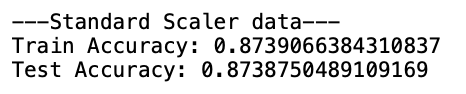 ---Standard Scaler data---
Train Accuracy: 0.8739066384310837
Test Accuracy: 0.8738750489109169